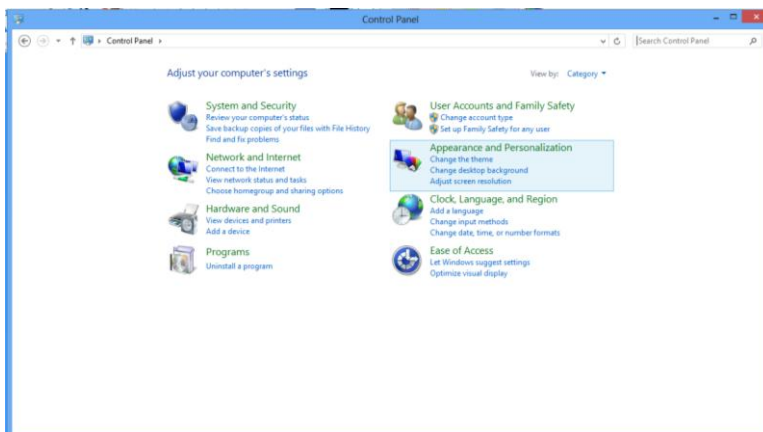 Control Panel
Control Panel
Search Control Panel
Adjust your computer's settings
View by: Category
System and Security
Review your computer's status
Save backup copies of your files with File History
Find and fix problems
Network and Internet
Connect to the Internet
View network status and tasks
Choose homegroup and sharing options
Hardware and Sound
View devices and printers
Add a device
Programs
Uninstall a program
User Accounts and Family Safety
Change account type
Set up Family Safety for any user
Appearance and Personalization
Change the theme
Change desktop background
Adjust screen resolution
Clock, Language, and Region
Add a language
Change input methods
Change date, time, or number formats
Ease of Access
Let Windows suggest settings
Optimize visual display